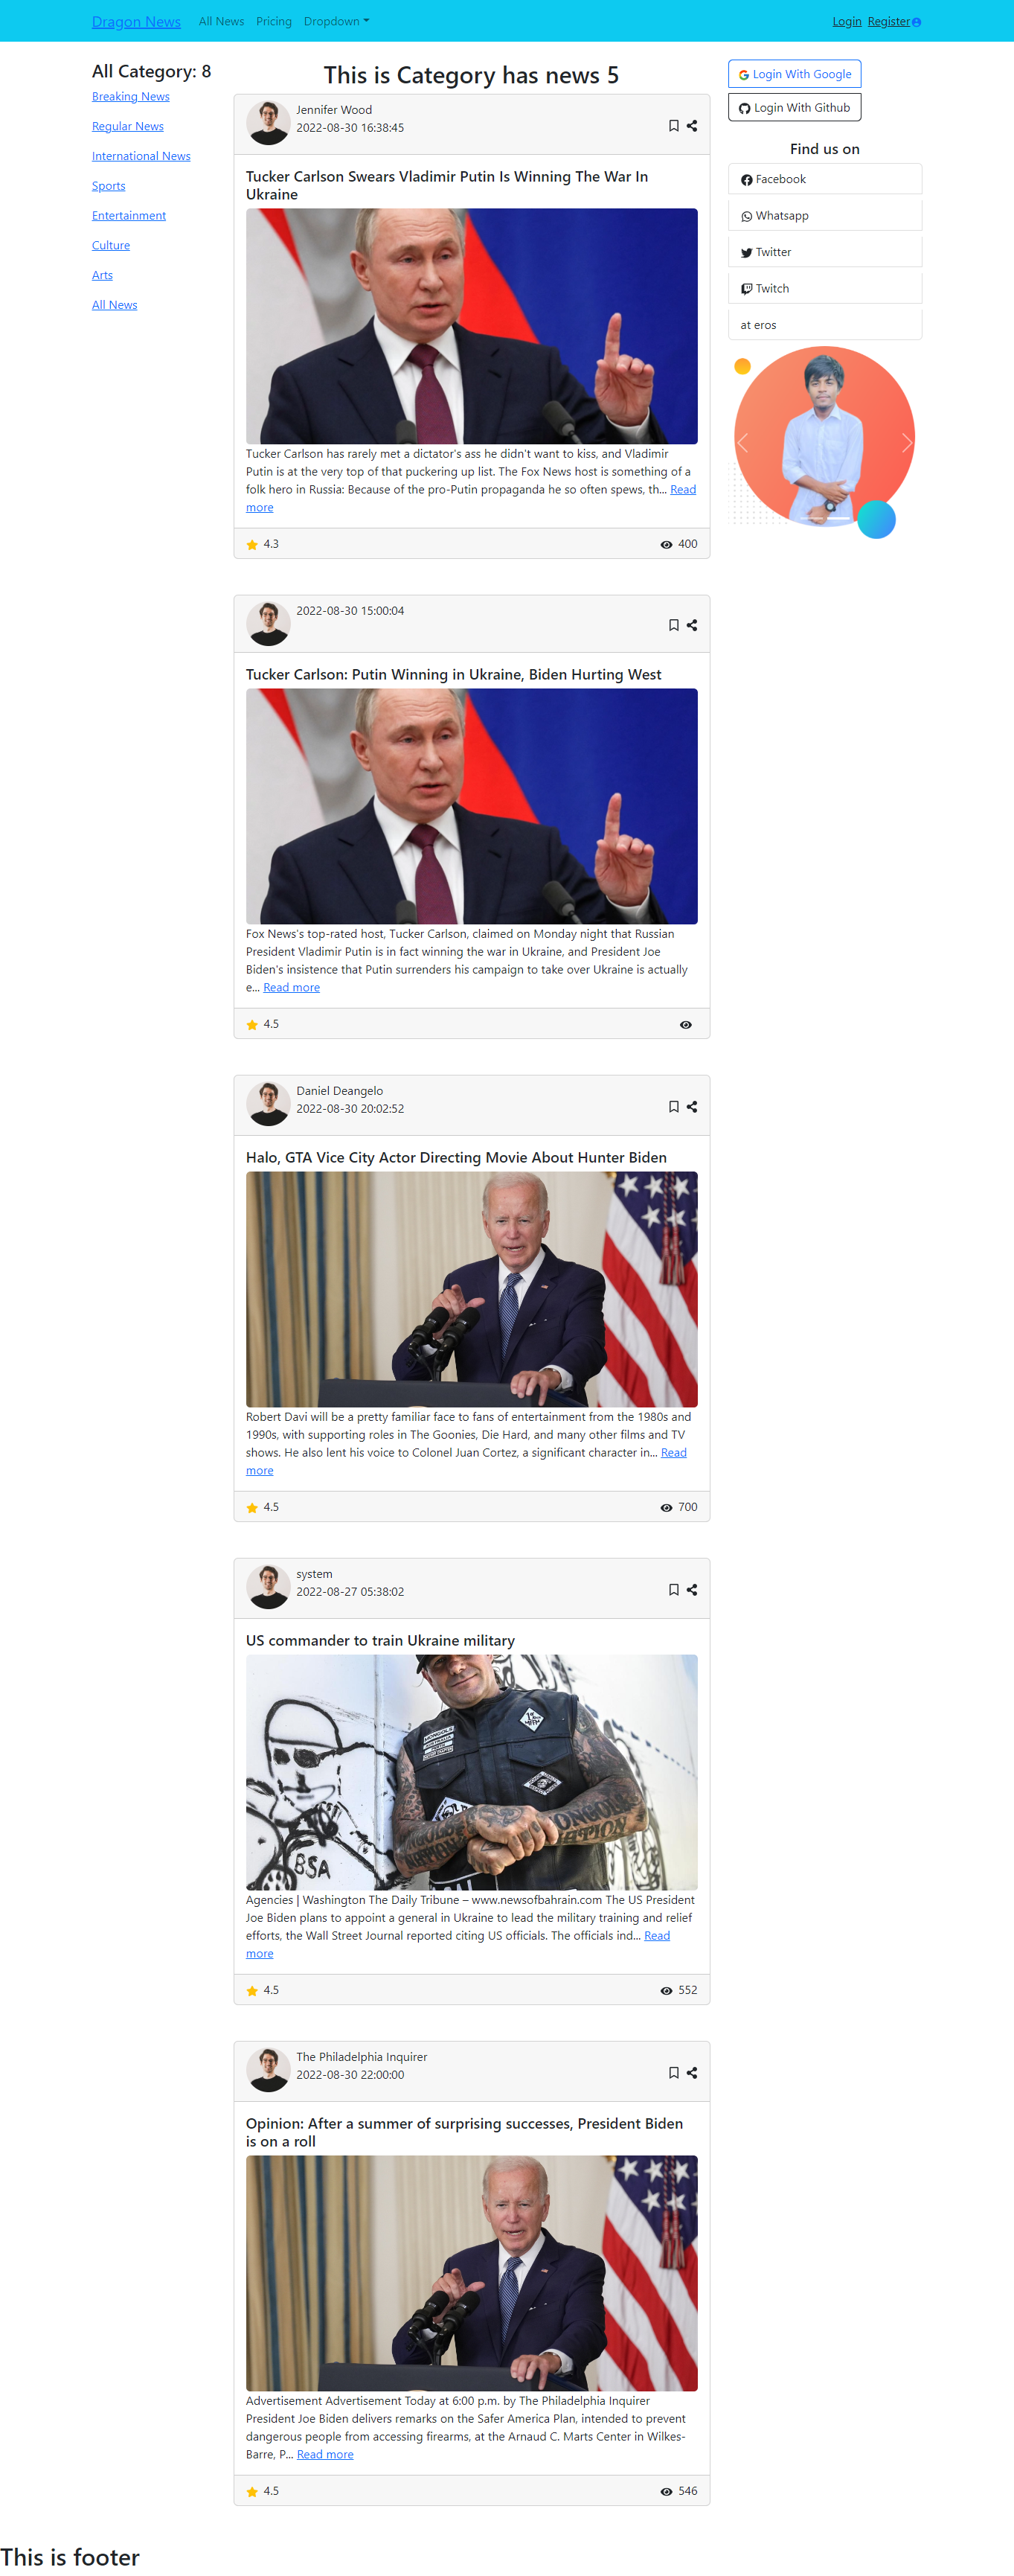 Dragon News
All News
Pricing
Dropdown
Login
Register
All Category: 8
Breaking News
Regular News
International News
Sports
Entertainment
Culture
Arts
All News
This is Category has news 5
Jennifer Wood
2022-08-30 16:38:45
Tucker Carlson Swears Vladimir Putin Is Winning The War In
Ukraine
Tucker Carlson has rarely met a dictator's ass he didn't want to kiss, and Vladimir
Putin is at the very top of that puckering up list. The Fox News host is something of a
folk hero in Russia: Because of the pro-Putin propaganda he so often spews, th... Read
more
4.3
400
2022-08-30 15:00:04
Tucker Carlson: Putin Winning in Ukraine, Biden Hurting West
Fox News's top-rated host, Tucker Carlson, claimed on Monday night that Russian
President Vladimir Putin is in fact winning the war in Ukraine, and President Joe
Biden's insistence that Putin surrenders his campaign to take over Ukraine is actually
e... Read more
4.5
Daniel Deangelo
2022-08-30 20:02:52
Halo, GTA Vice City Actor Directing Movie About Hunter Biden
Robert Davi will be a pretty familiar face to fans of entertainment from the 1980s and
1990s, with supporting roles in The Goonies, Die Hard, and many other films and TV
shows. He also lent his voice to Colonel Juan Cortez, a significant character in... Read
more
4.5
700
system
2022-08-27 05:38:02
US commander to train Ukraine military
BSA
Agencies | Washington The Daily Tribune – www.newsofbahrain.com The US President
Joe Biden plans to appoint a general in Ukraine to lead the military training and relief
efforts, the Wall Street Journal reported citing US officials. The officials ind... Read
more
4.5
552
The Philadelphia Inquirer
2022-08-30 22:00:00
Opinion: After a summer of surprising successes, President Biden
is on a roll
Advertisement Advertisement Today at 6:00 p.m. by The Philadelphia Inquirer
President Joe Biden delivers remarks on the Safer America Plan, intended to prevent
dangerous people from accessing firearms, at the Arnaud C. Marts Center in Wilkes-
Barre, P... Read more
4.5
546
Login With Google
Login With Github
Find us on
Facebook
Whatsapp
Twitter
Twitch
at eros
This is footer